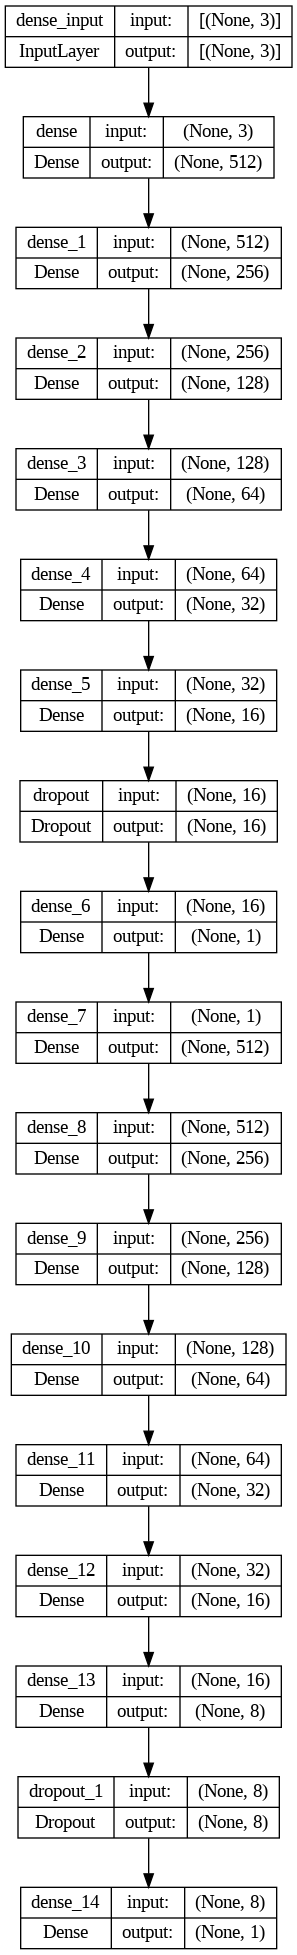 dense_input input: [(None, 3)]
InputLayer output: [(None, 3)]
dense input: (None, 3)
Dense output: (None, 512)
dense_1 input: (None, 512)
Dense output: (None, 256)
dense_2 input: (None, 256)
Dense output: (None, 128)
dense_3 input: (None, 128)
Dense output: (None, 64)
dense_4 input: (None, 64)
Dense output: (None, 32)
dense_5 input: (None, 32)
Dense output: (None, 16)
dropout input: (None, 16)
Dropout output: (None, 16)
dense_6 input: (None, 16)
Dense output: (None, 1)
dense_7 input: (None, 1)
Dense output: (None, 512)
dense_8 input: (None, 512)
Dense output: (None, 256)
dense_9 input: (None, 256)
Dense output: (None, 128)
dense_10 input: (None, 128)
Dense output: (None, 64)
dense_11 input: (None, 64)
Dense output: (None, 32)
dense_12 input: (None, 32)
Dense output: (None, 16)
dense_13 input: (None, 16)
Dense output: (None, 8)
dropout_1 input: (None, 8)
Dropout output: (None, 8)
dense_14 input: (None, 8)
Dense output: (None, 1)